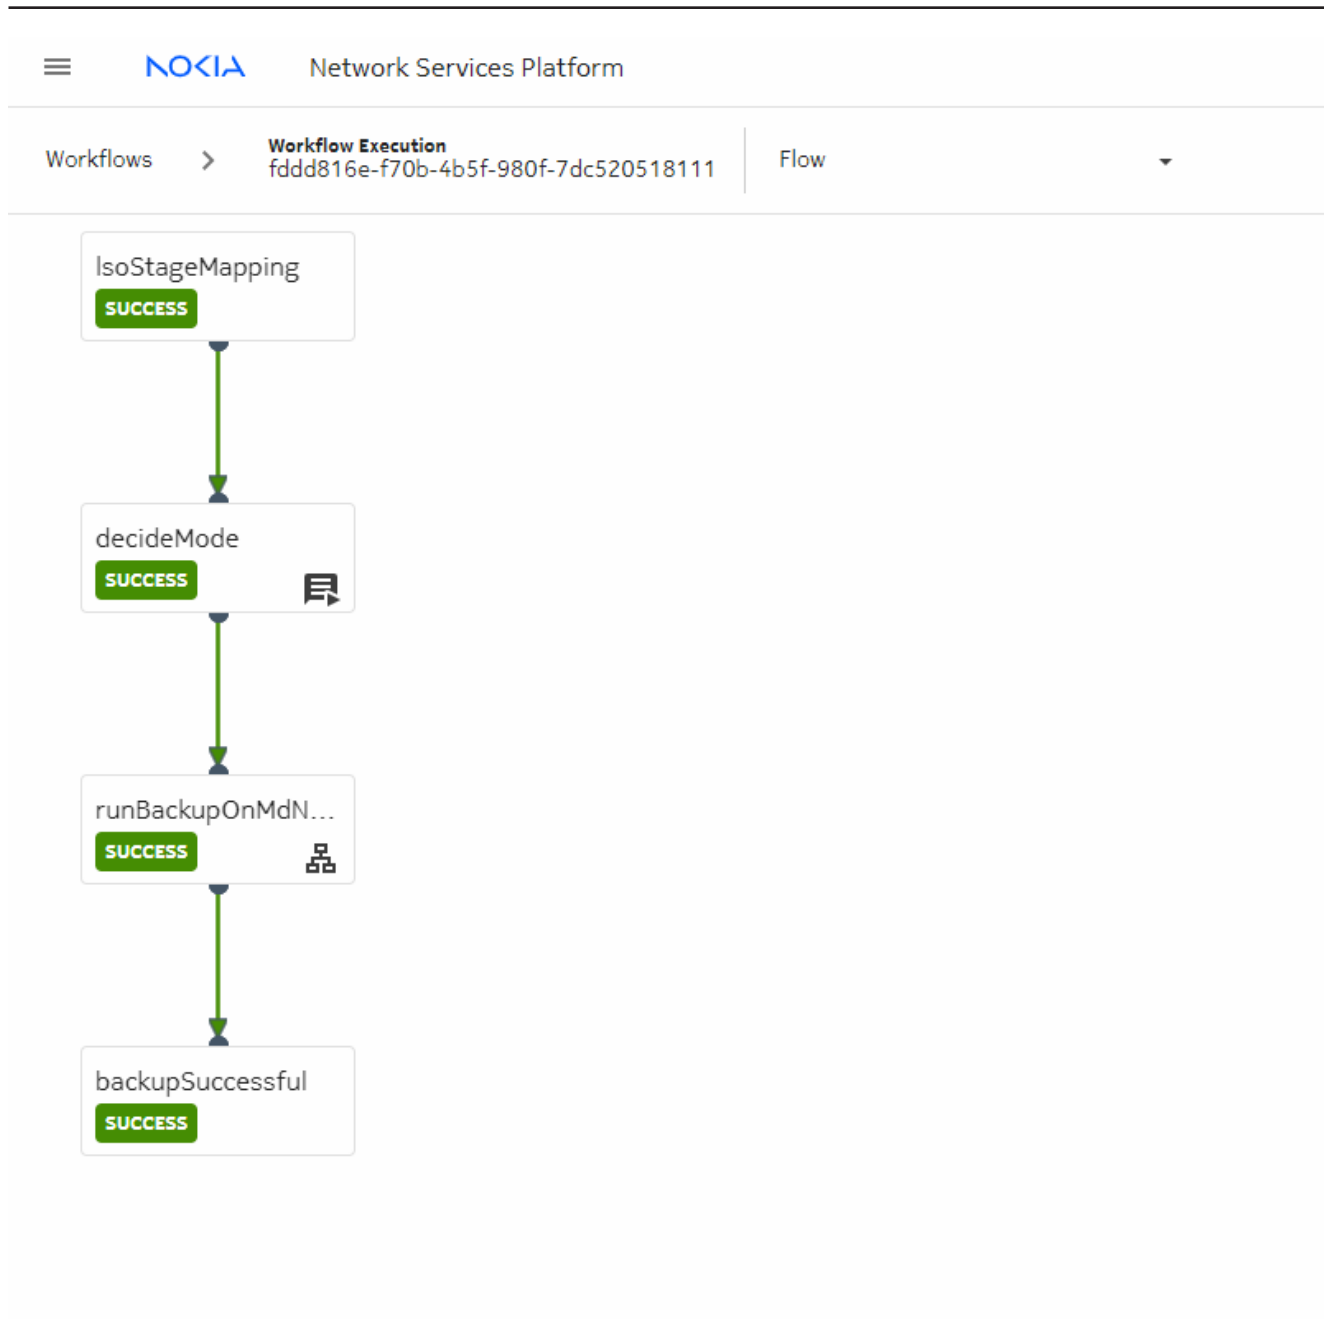 NOKIA Network Services Platform
Workflows
Workflow Execution
fddd816e-f70b-4b5f-980f-7dc520518111
Flow
lsoStageMapping
SUCCESS
decideMode
SUCCESS
runBackupOnMdN...
SUCCESS
backupSuccessful
SUCCESS